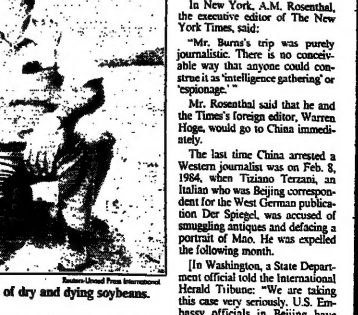 Reuters-United Press International
of dry and dying soybeans.
In New York, A.M. Rosenthal,
the executive editor of The New
York Times, said:
"Mr. Burns's trip was purely
journalistic. There is no conceiv-
able way that anyone could con-
strue it as 'intelligence gathering' or
'espionage.' "
Mr. Rosenthal said that he and
the Times's foreign editor, Warren
Hoge, would go to China immedi-
ately.
The last time China arrested a
Western journalist was on Feb. 8,
1984, when Tiziano Terzani, an
Italian who was Beijing correspon-
dent for the West German publica-
tion Der Spiegel, was accused of
smuggling antiques and defacing a
portrait of Mao. He was expelled
the following month.
[In Washington, a State Depart-
ment official told the International
Herald Tribune: "We are taking
this case very seriously. U.S. Em-
bassy officials in Beijing have